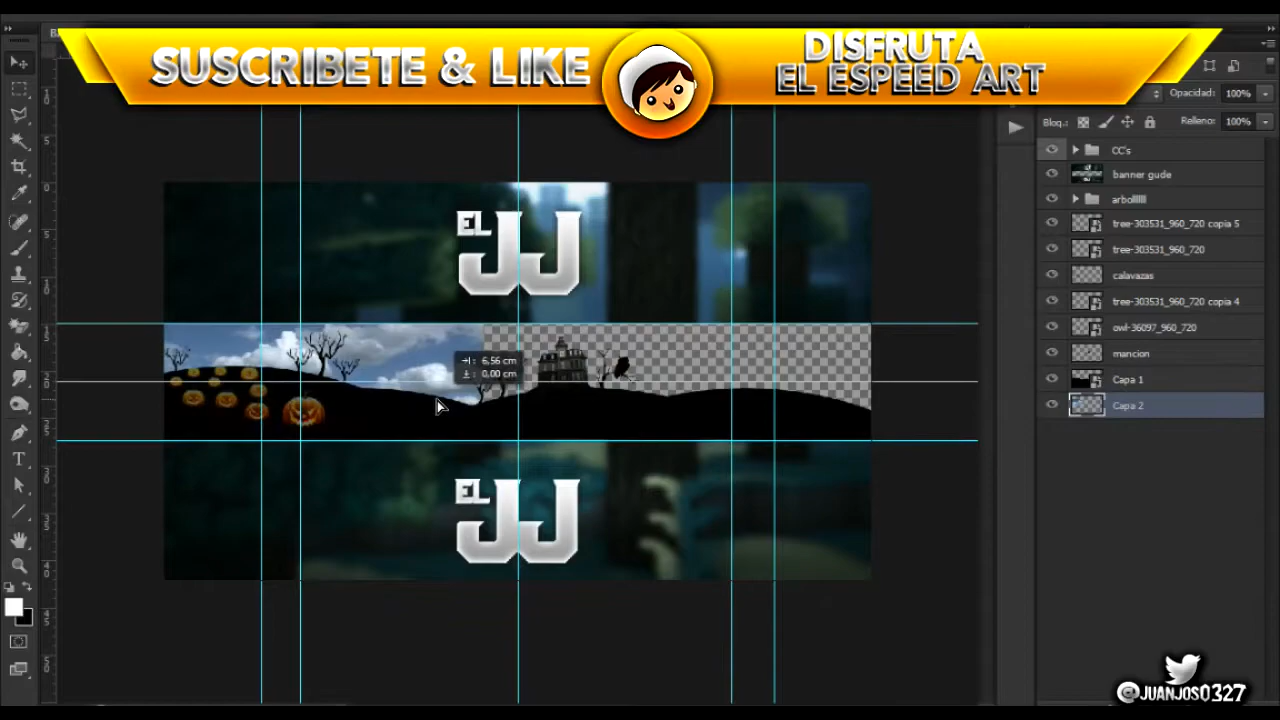 SUSCRIBETE & LIKE
DISFRUTA
EL ESPEED ART
Opacidad: 100%
Bloq.: Relleno: 100%
CC's
banner gude
tree-303531_960_720 copia 5
tree-303531_960_720
calavazas
tree-303531_960_720 copia 4
owl-36097_960_720
mancion
Capa 1
Capa 2
EL JJ
6,56 cm
0,00 cm
EL JJ
@JUANJOS0327